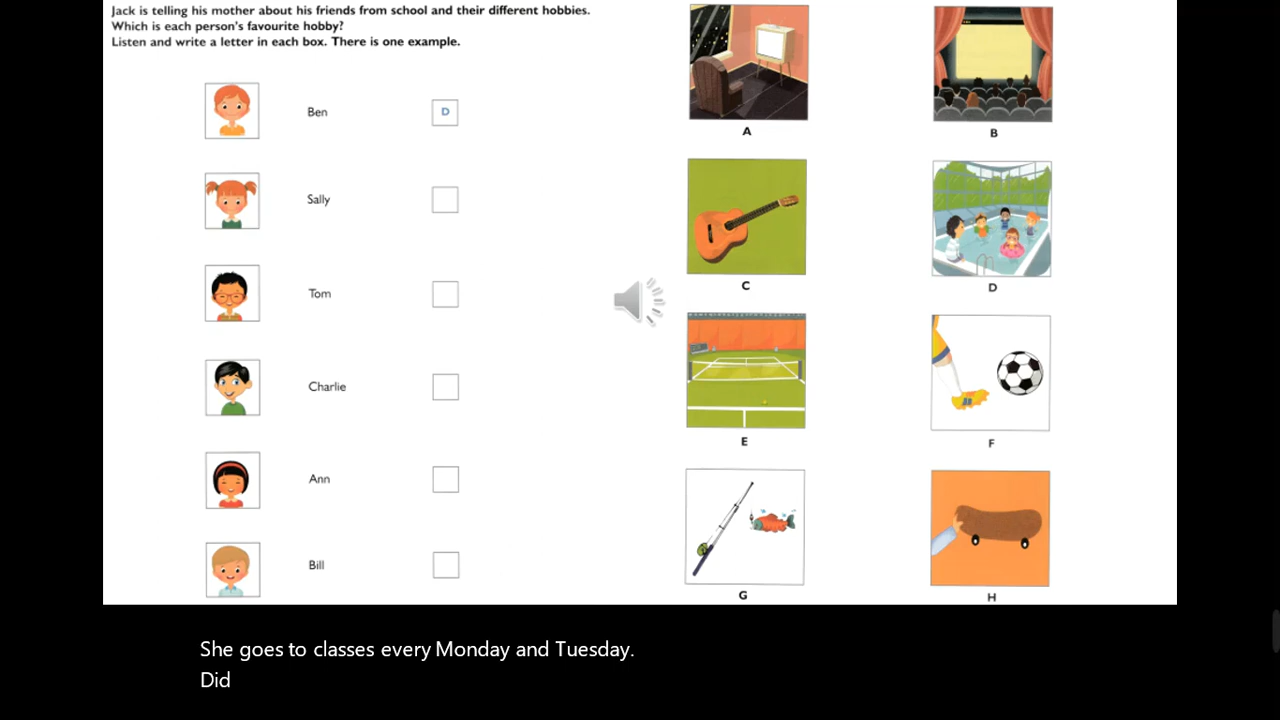 Jack is telling his mother about his friends from school and their different hobbies.
Which is each person's favourite hobby?
Listen and write a letter in each box. There is one example.
Ben D
Sally
Tom
Charlie
Ann
Bill
A B
C D
E F
G H
She goes to classes every Monday and Tuesday.
Did